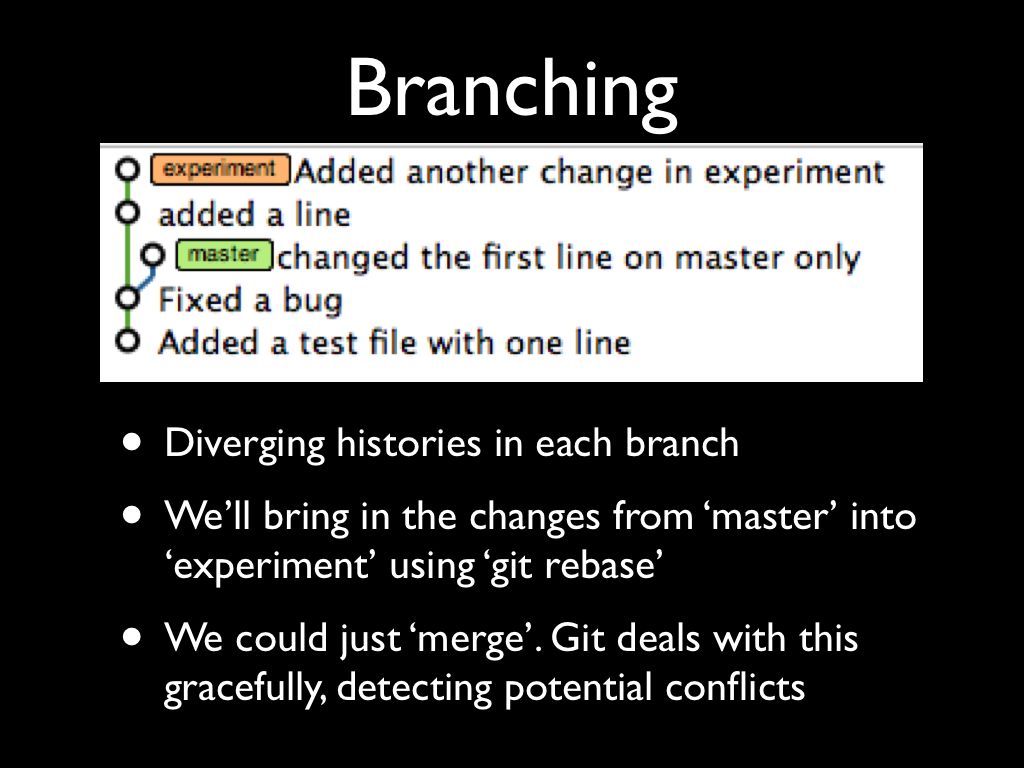 Branching
experiment Added another change in experiment
added a line
master changed the first line on master only
Fixed a bug
Added a test file with one line
• Diverging histories in each branch
• We’ll bring in the changes from ‘master’ into
‘experiment’ using ‘git rebase’
• We could just ‘merge’. Git deals with this
gracefully, detecting potential conflicts